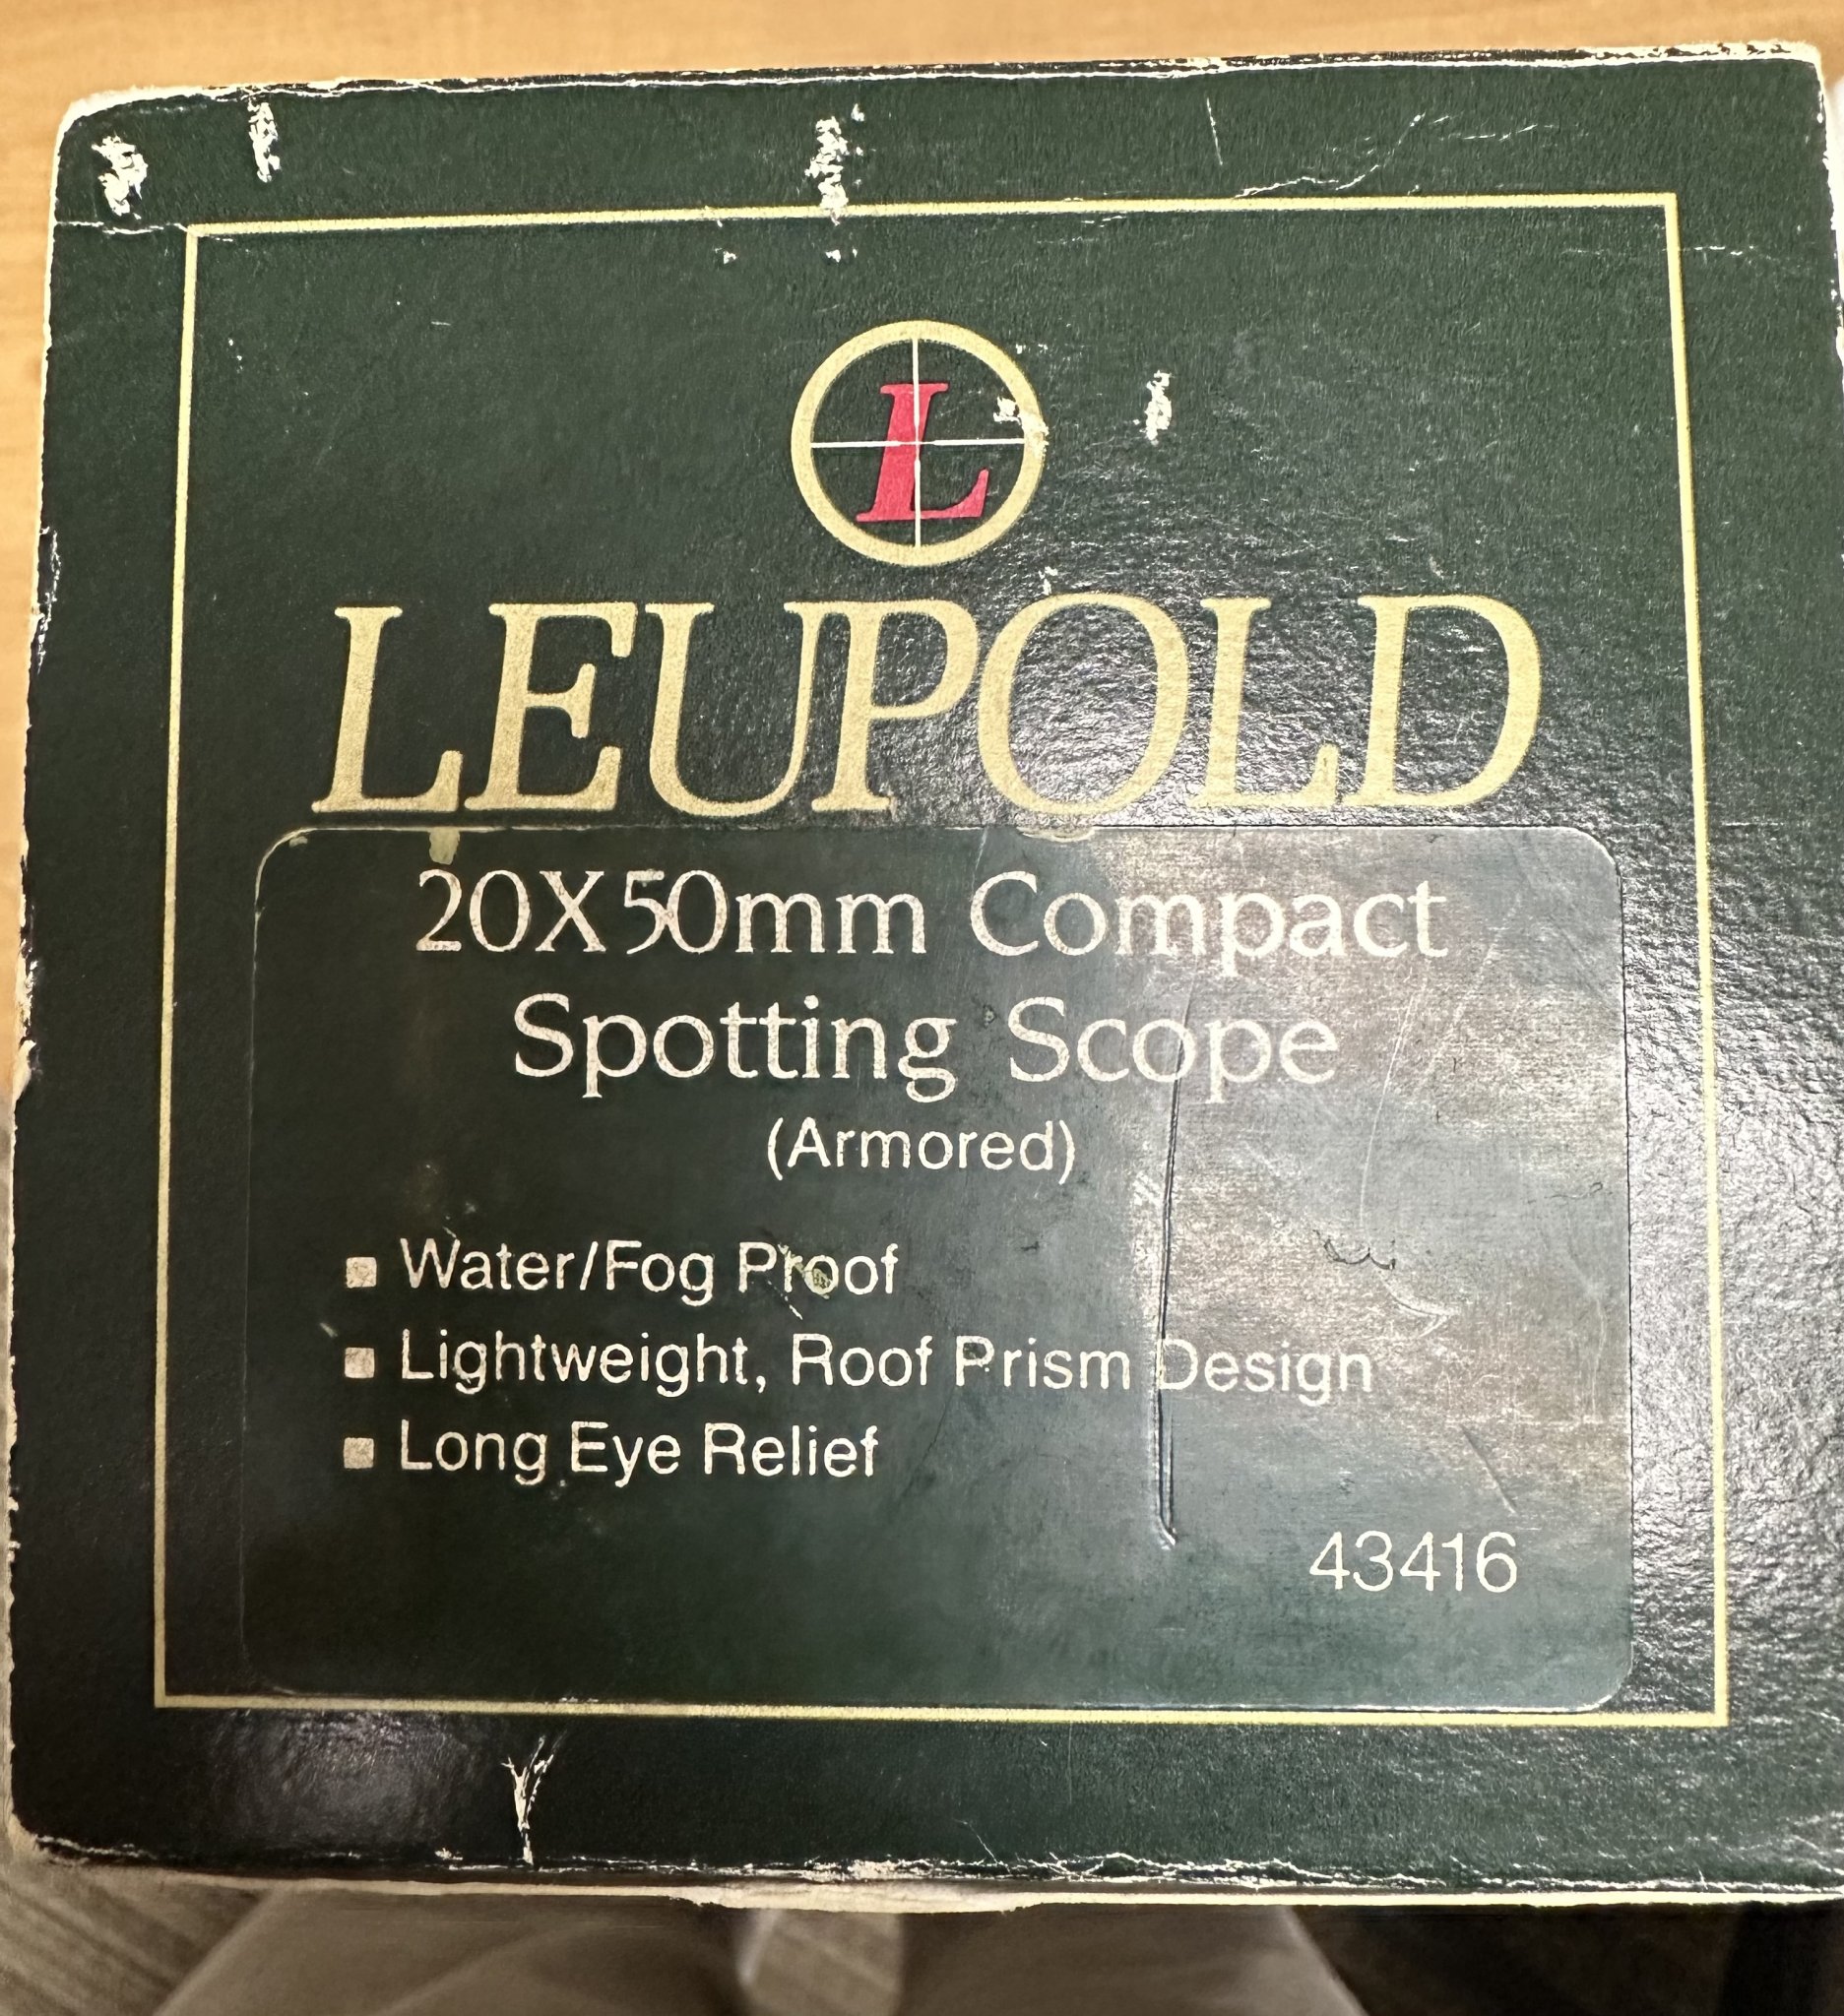 L
LEUPOLD
20X50mm Compact
Spotting Scope
(Armored)
▪ Water/Fog Proof
▪ Lightweight, Roof Prism Design
▪ Long Eye Relief
43416